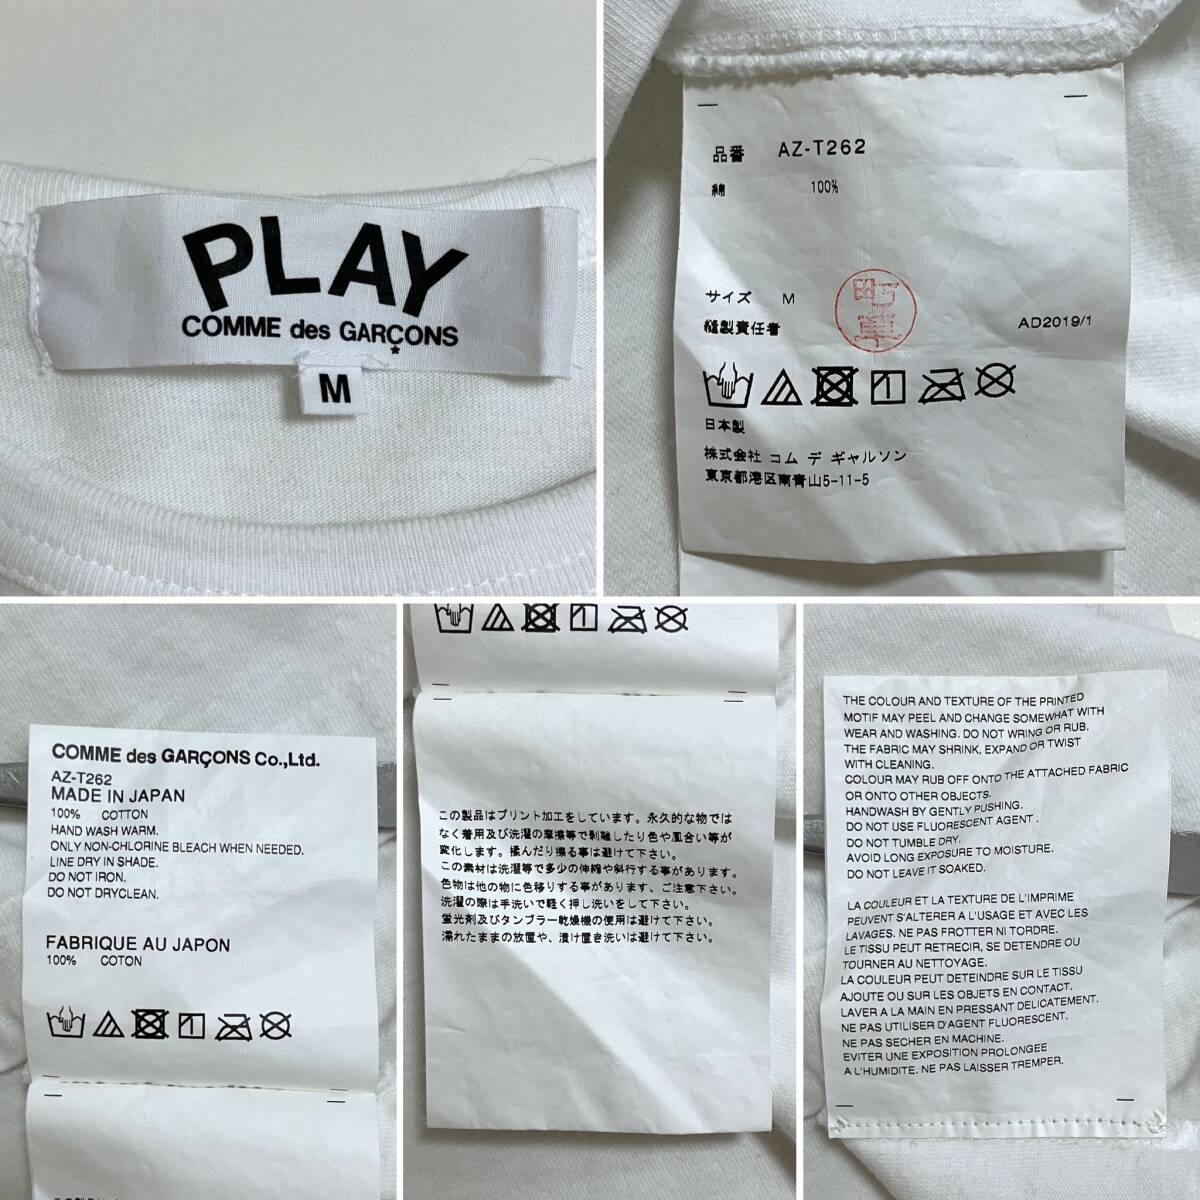 PLAY
COMME des GARÇONS
M
品番 AZ-T262
綿 100%
サイズ M
縫製責任者
AD2019/1
日本製
株式会社 コム デ ギャルソン
東京都港区南青山5-11-5
COMME des GARÇONS Co.,Ltd.
AZ-T262
MADE IN JAPAN
100% COTTON
HAND WASH WARM.
ONLY NON-CHLORINE BLEACH WHEN NEEDED.
LINE DRY IN SHADE.
DO NOT IRON.
DO NOT DRYCLEAN.
FABRIQUE AU JAPON
100% COTON
この製品はプリント加工をしています。永久的な物では
なく着用及び洗濯の摩擦等で剥離したり色や風合い等が
変化します。揉んだり擦る事は避けて下さい。
この素材は洗濯等で多少の伸縮や斜行する事があります。
色物は他の物に色移りする事があります、ご注意下さい。
洗濯の際は手洗いで軽く押し洗いをして下さい。
蛍光剤及びタンブラー乾燥機の使用は避けて下さい。
濡れたままの放置や、漬け置き洗いは避けて下さい。
THE COLOUR AND TEXTURE OF THE PRINTED
MOTIF MAY PEEL AND CHANGE SOMEWHAT WITH
WEAR AND WASHING. DO NOT WRING OR RUB.
THE FABRIC MAY SHRINK, EXPAND OR TWIST
WITH CLEANING.
COLOUR MAY RUB OFF ONTO THE ATTACHED FABRIC
OR ONTO OTHER OBJECTS.
HANDWASH BY GENTLY PUSHING.
DO NOT USE FLUORESCENT AGENT .
DO NOT TUMBLE DRY.
AVOID LONG EXPOSURE TO MOISTURE.
DO NOT LEAVE IT SOAKED.
LA COULEUR ET LA TEXTURE DE L'IMPRIME
PEUVENT S'ALTERER A L'USAGE ET AVEC LES
LAVAGES. NE PAS FROTTER NI TORDRE.
LE TISSU PEUT RETRECIR, SE DETENDRE OU
TOURNER AU NETTOYAGE.
LA COULEUR PEUT DETEINDRE SUR LE TISSU
AJOUTE OU SUR LES OBJETS EN CONTACT.
LAVER A LA MAIN EN PRESSANT DELICATEMENT.
NE PAS UTILISER D'AGENT FLUORESCENT.
NE PAS SECHER EN MACHINE.
EVITER UNE EXPOSITION PROLONGEE
A L'HUMIDITE. NE PAS LAISSER TREMPER.